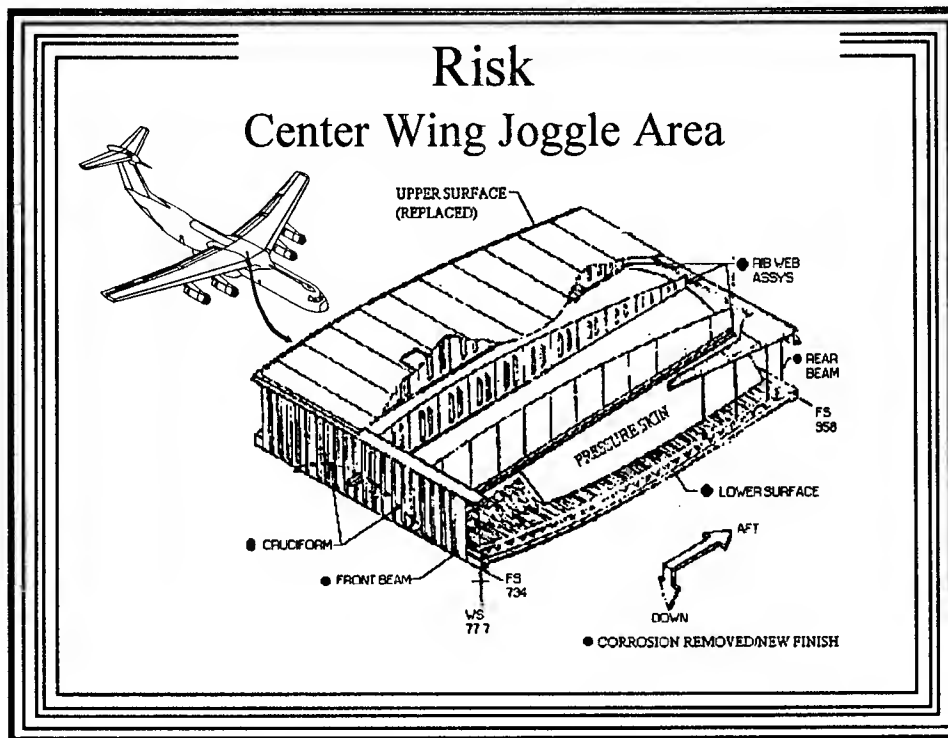 Risk
Center Wing Joggle Area
UPPER SURFACE
(REPLACED)
● RIB WEB
ASSYS
● REAR
BEAM
FS
958
PRESSURE SKIN
● LOWER SURFACE
● CRUCIFORM
● FRONT BEAM
FS
734
WS
77 7
AFT
DOWN
● CORROSION REMOVED/NEW FINISH